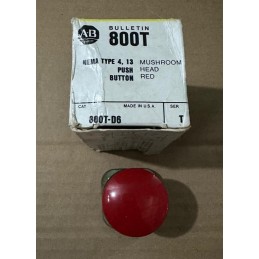 AB
BULLETIN
800T
NEMA TYPE 4, 13 MUSHROOM
PUSH HEAD
BUTTON RED
CAT MADE IN U.S.A. SER
800T-D6 T